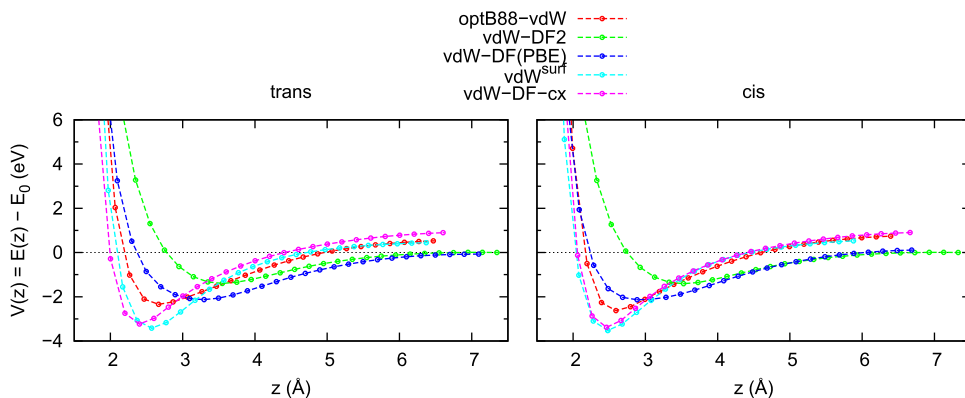 optB88-vdW
vdW-DF2
vdW-DF(PBE)
vdW^surf
vdW-DF-cx
trans
cis
V(z) = E(z) − E₀ (eV)
6
4
2
0
−2
−4
2 3 4 5 6 7
2 3 4 5 6 7
z (Å)
z (Å)